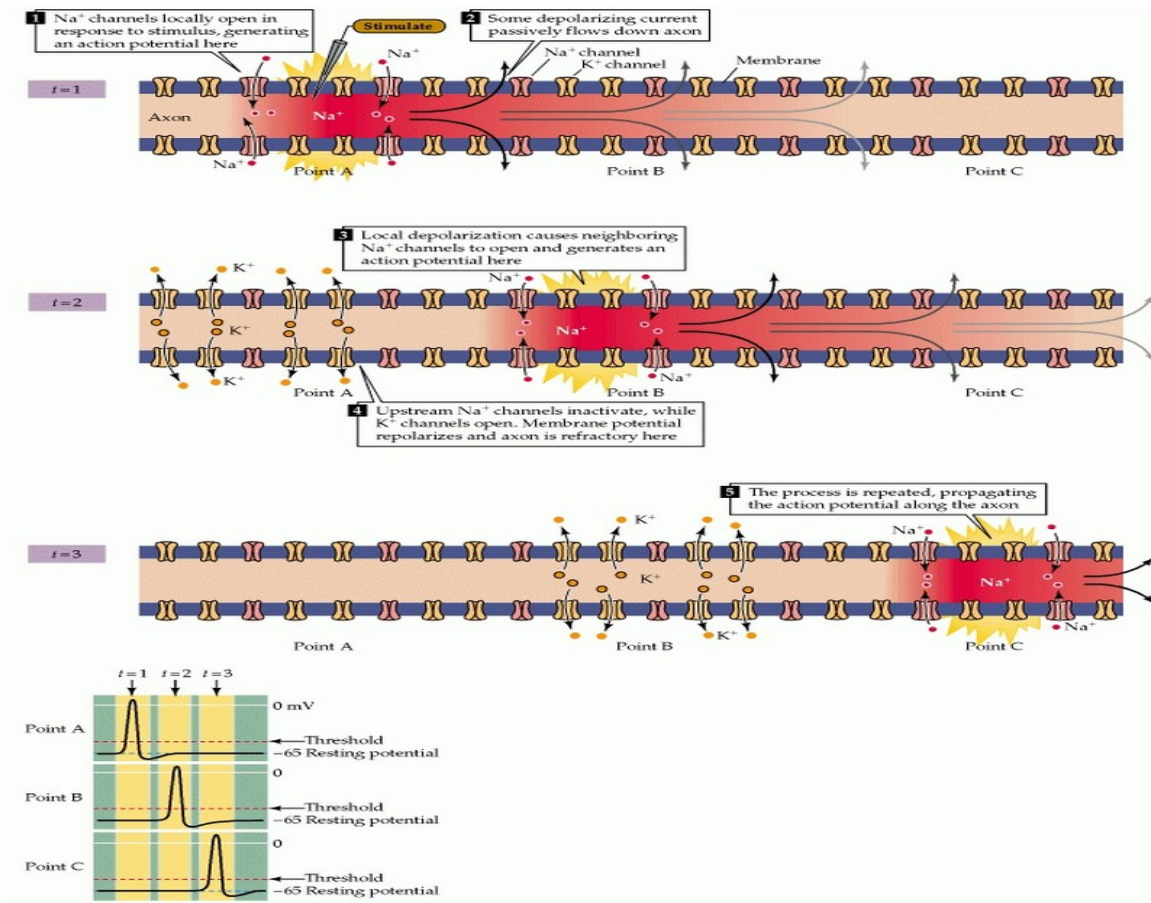 1 Na⁺ channels locally open in
response to stimulus, generating
an action potential here
Stimulate
2 Some depolarizing current
passively flows down axon
Na⁺
Na⁺ channel
K⁺ channel
Membrane
t=1
Axon
Na⁺
Na⁺
Point A
Point B
Point C
3 Local depolarization causes neighboring
Na⁺ channels to open and generates an
action potential here
K⁺
Na⁺
t=2
K⁺
Na⁺
K⁺
Na⁺
Point A
Point B
Point C
4 Upstream Na⁺ channels inactivate, while
K⁺ channels open. Membrane potential
repolarizes and axon is refractory here
5 The process is repeated, propagating
the action potential along the axon
K⁺
Na⁺
t=3
K⁺
Na⁺
K⁺
Na⁺
Point A
Point B
Point C
t=1 t=2 t=3
0 mV
Point A
Threshold
–65 Resting potential
0
Point B
Threshold
–65 Resting potential
0
Point C
Threshold
–65 Resting potential